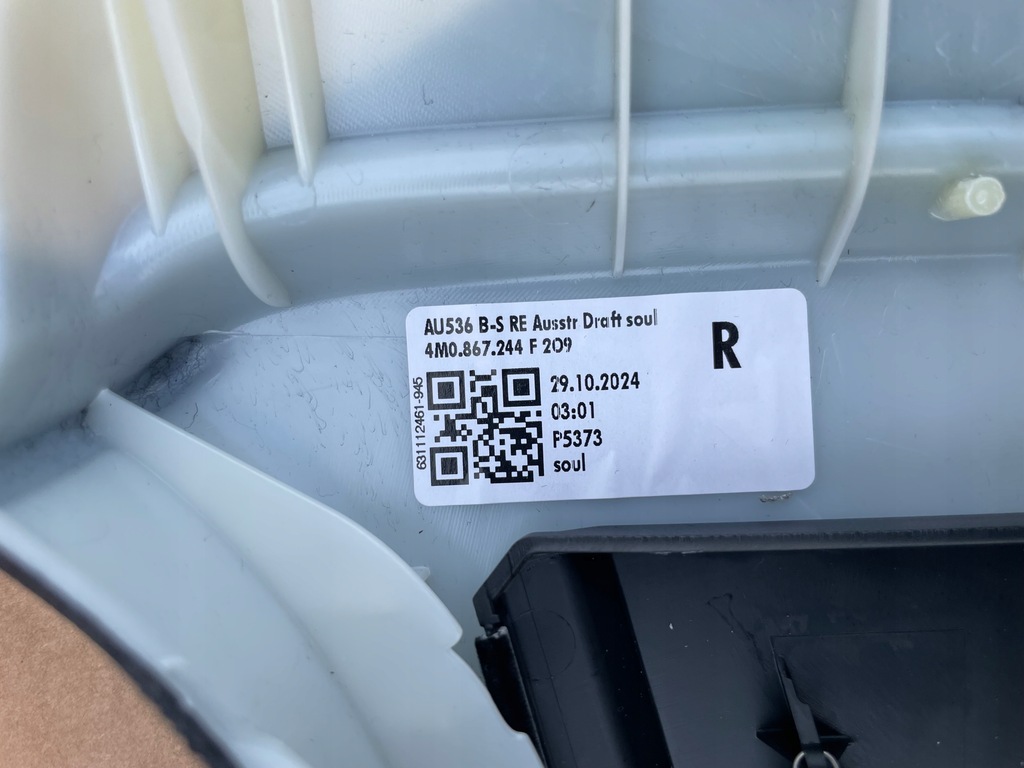 AU536 B-S RE Ausstr Draft soul
4M0.867.244 F 2O9
R
631112461-945
29.10.2024
03:01
P5373
soul